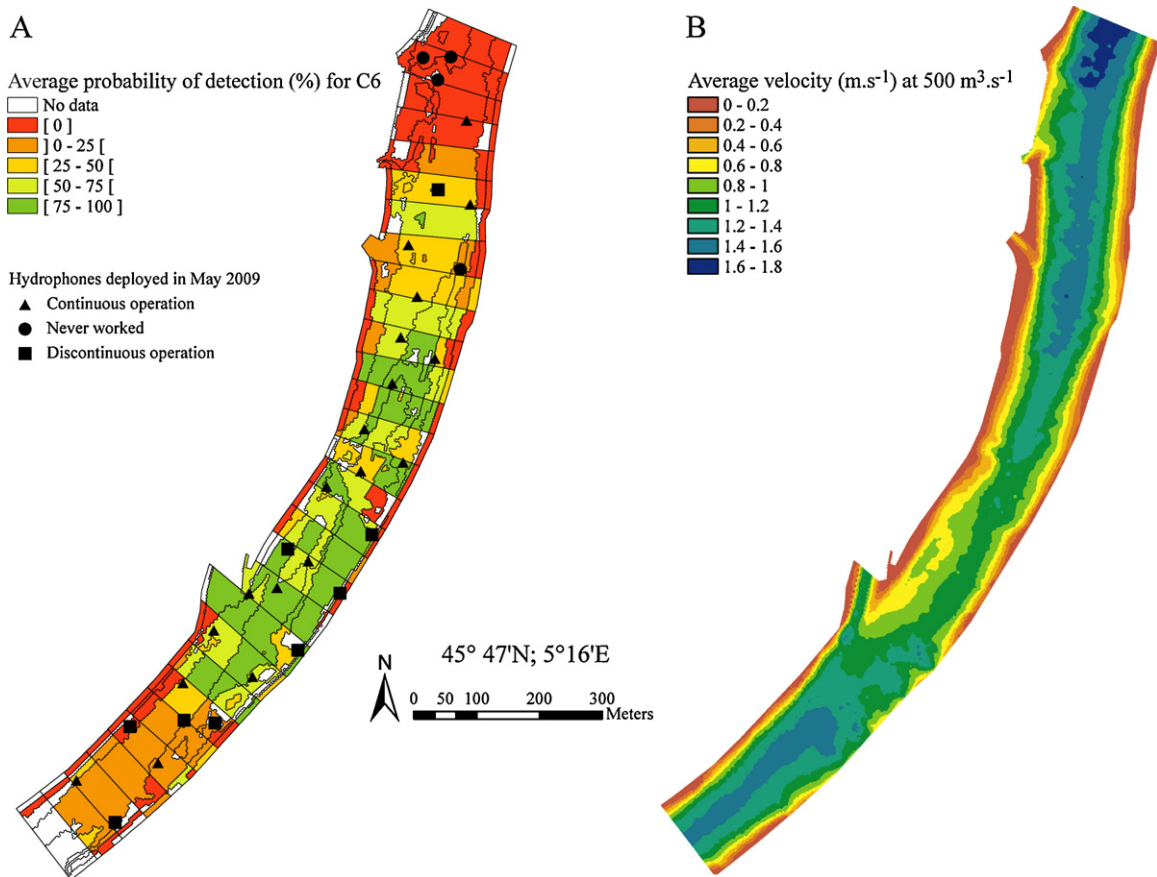 A
Average probability of detection (%) for C6
No data
[ 0 ]
] 0 - 25 [
[ 25 - 50 [
[ 50 - 75 [
[ 75 - 100 ]
Hydrophones deployed in May 2009
Continuous operation
Never worked
Discontinuous operation
B
Average velocity (m.s⁻¹) at 500 m³.s⁻¹
0 - 0.2
0.2 - 0.4
0.4 - 0.6
0.6 - 0.8
0.8 - 1
1 - 1.2
1.2 - 1.4
1.4 - 1.6
1.6 - 1.8
N
45° 47'N; 5°16'E
0 50 100 200 300
Meters